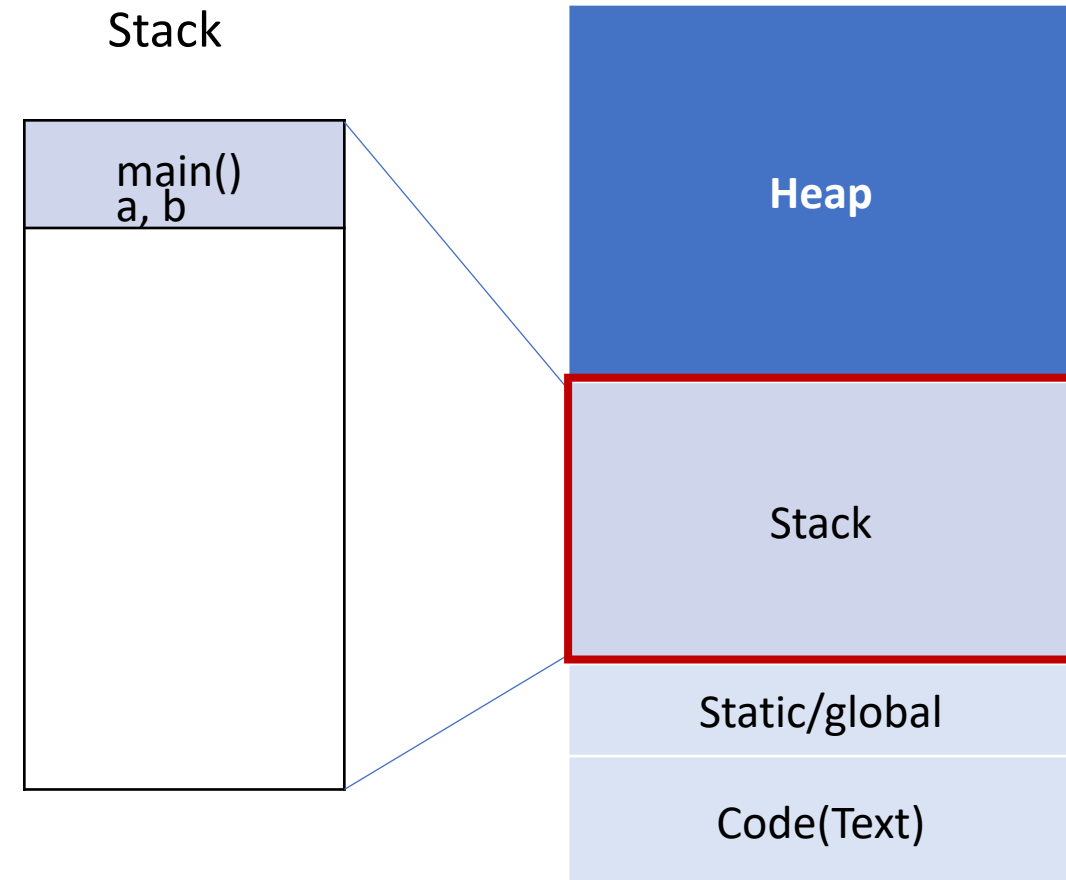 Stack
main()
a, b
Heap
Stack
Static/global
Code(Text)